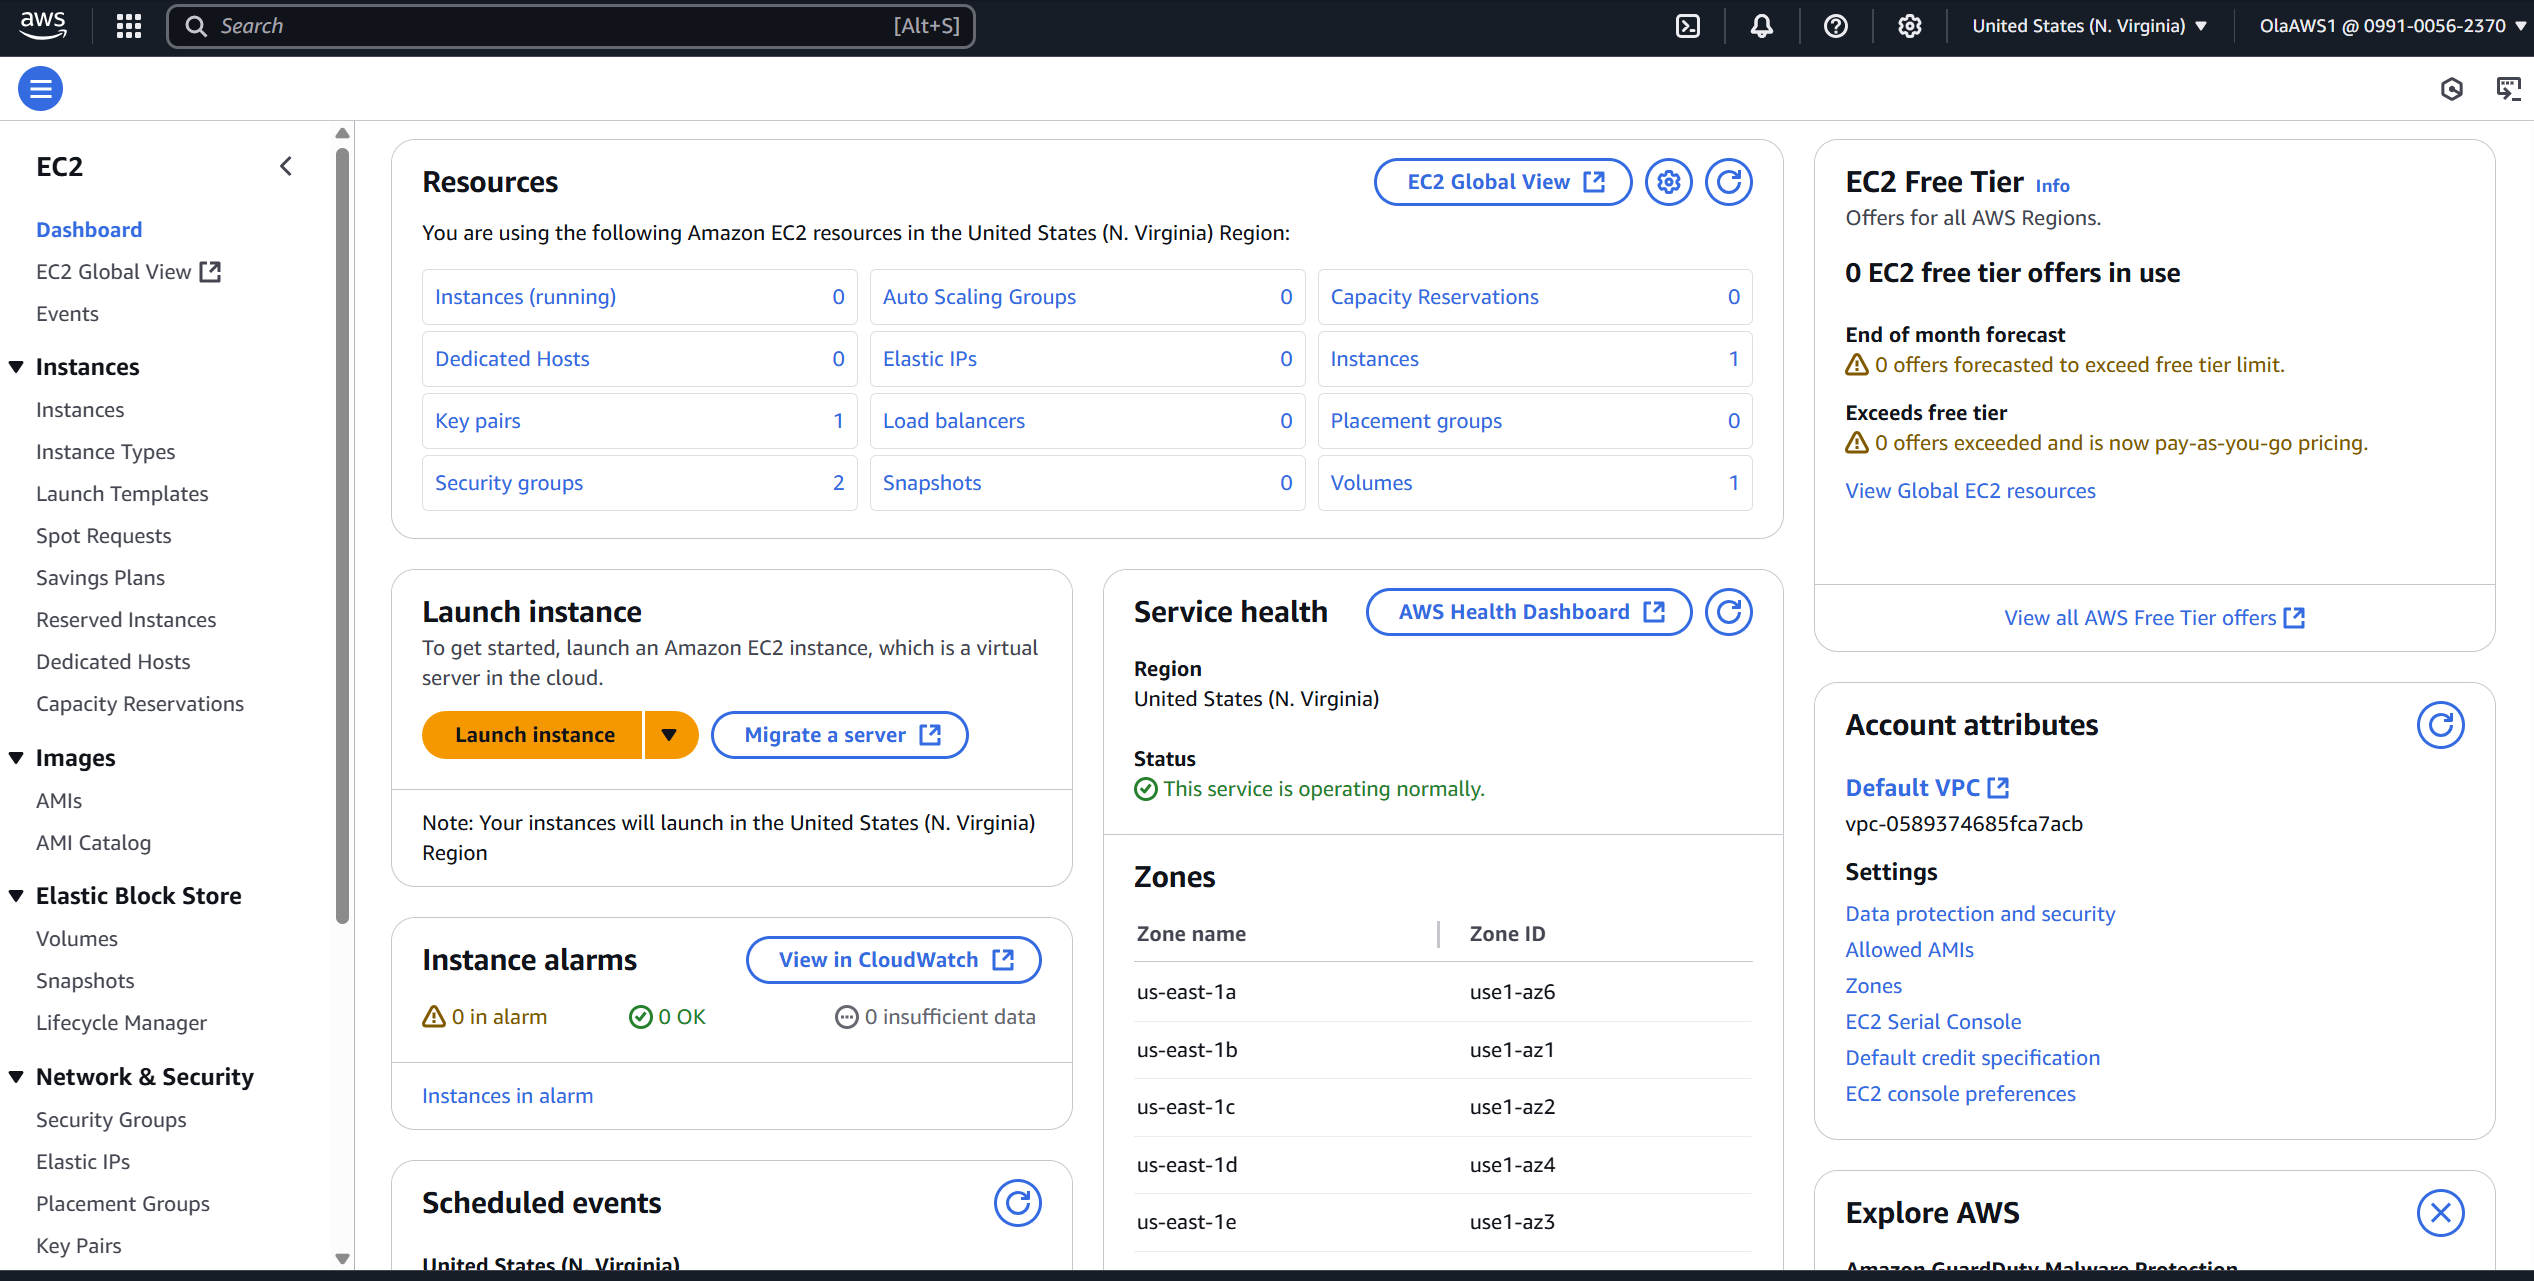 aws
Search [Alt+S]
United States (N. Virginia)
OlaAWS1 @ 0991-0056-2370
EC2
Dashboard
EC2 Global View
Events
Instances
Instances
Instance Types
Launch Templates
Spot Requests
Savings Plans
Reserved Instances
Dedicated Hosts
Capacity Reservations
Images
AMIs
AMI Catalog
Elastic Block Store
Volumes
Snapshots
Lifecycle Manager
Network & Security
Security Groups
Elastic IPs
Placement Groups
Key Pairs
Resources
EC2 Global View
You are using the following Amazon EC2 resources in the United States (N. Virginia) Region:
Instances (running) 0
Auto Scaling Groups 0
Capacity Reservations 0
Dedicated Hosts 0
Elastic IPs 0
Instances 1
Key pairs 1
Load balancers 0
Placement groups 0
Security groups 2
Snapshots 0
Volumes 1
Launch instance
To get started, launch an Amazon EC2 instance, which is a virtual
server in the cloud.
Launch instance
Migrate a server
Note: Your instances will launch in the United States (N. Virginia)
Region
Instance alarms
View in CloudWatch
0 in alarm
0 OK
0 insufficient data
Instances in alarm
Scheduled events
United States (N. Virginia)
Service health
AWS Health Dashboard
Region
United States (N. Virginia)
Status
This service is operating normally.
Zones
Zone name Zone ID
us-east-1a use1-az6
us-east-1b use1-az1
us-east-1c use1-az2
us-east-1d use1-az4
us-east-1e use1-az3
EC2 Free Tier Info
Offers for all AWS Regions.
0 EC2 free tier offers in use
End of month forecast
0 offers forecasted to exceed free tier limit.
Exceeds free tier
0 offers exceeded and is now pay-as-you-go pricing.
View Global EC2 resources
View all AWS Free Tier offers
Account attributes
Default VPC
vpc-0589374685fca7acb
Settings
Data protection and security
Allowed AMIs
Zones
EC2 Serial Console
Default credit specification
EC2 console preferences
Explore AWS
Amazon GuardDuty Malware Protection